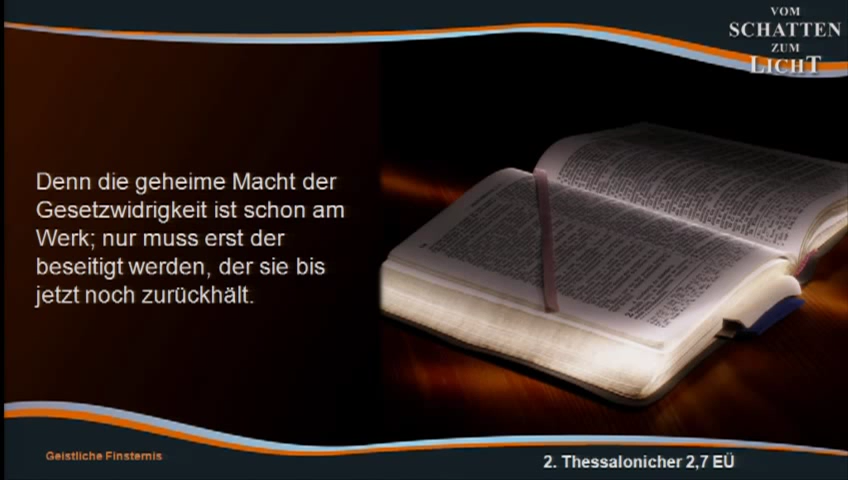 VOM
SCHATTEN
ZUM
LICHT
Denn die geheime Macht der
Gesetzwidrigkeit ist schon am
Werk; nur muss erst der
beseitigt werden, der sie bis
jetzt noch zurückhält.
Geistliche Finsternis
2. Thessalonicher 2,7 EÜ